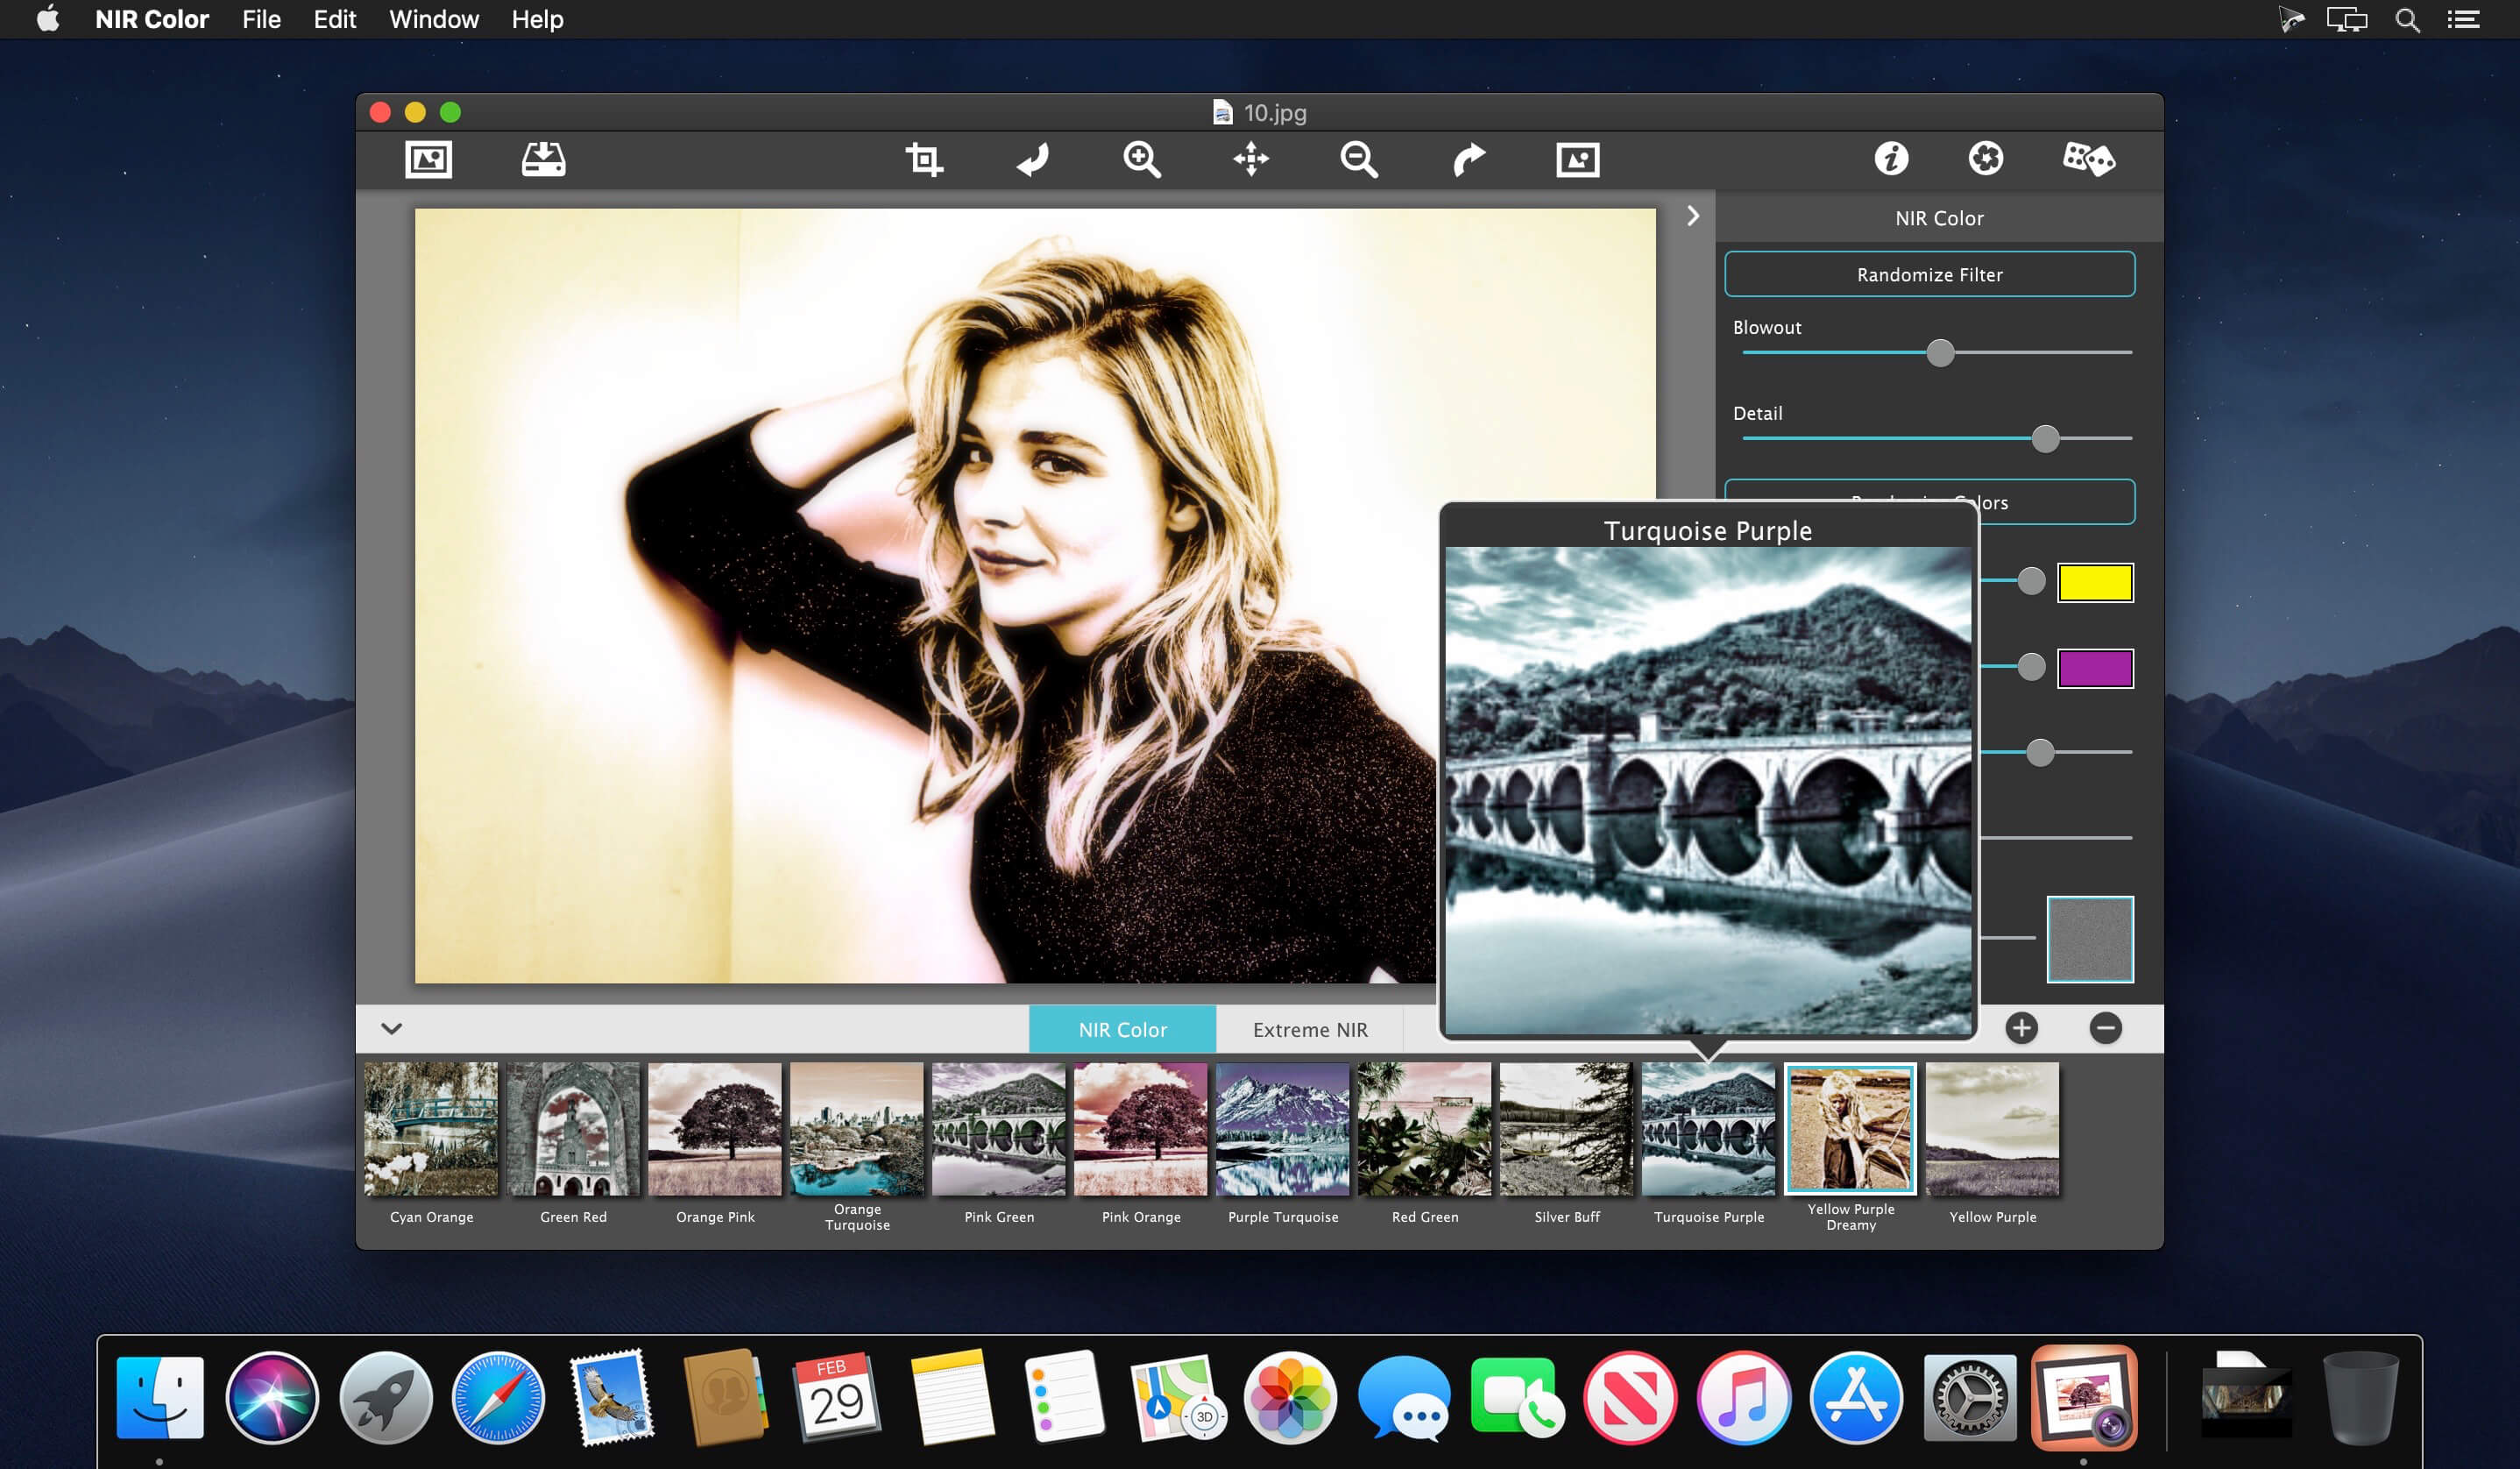 NIR Color File Edit Window Help
10.jpg
NIR Color
Randomize Filter
Blowout
Detail
lors
Turquoise Purple
NIR Color
Extreme NIR
Cyan Orange
Green Red
Orange Pink
Orange
Turquoise
Pink Green
Pink Orange
Purple Turquoise
Red Green
Silver Buff
Turquoise Purple
Yellow Purple
Dreamy
Yellow Purple
FEB
29
3D